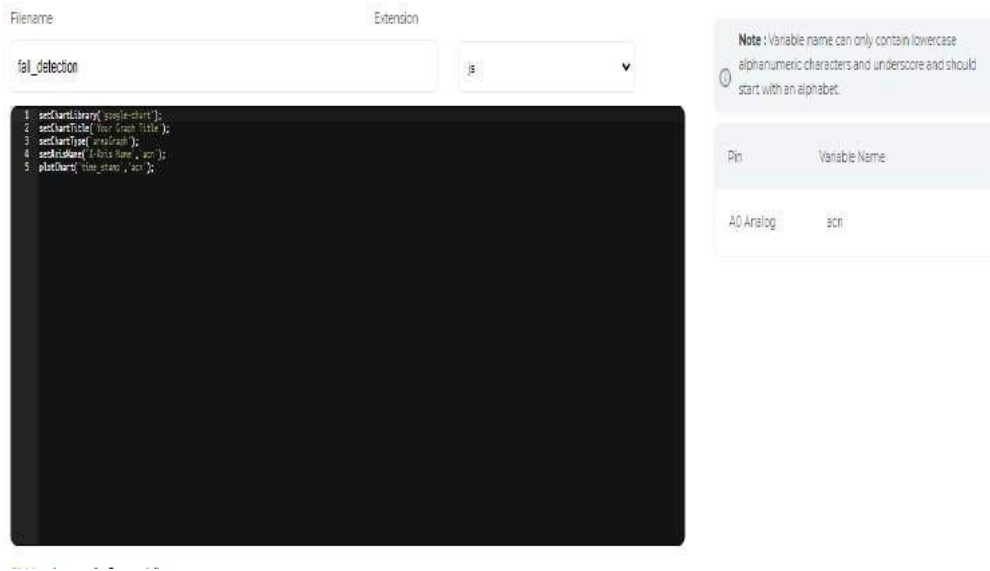 Filename
Extension
fall_detection
js
1 setChartLibrary('google-chart');
2 setChartTitle('Your Graph Title');
3 setChartType('areaGraph');
4 setAxisName('X-Axis Name','acn');
5 plotChart('time_stamp','acn');
Note : Variable name can only contain lowercase
alphanumeric characters and underscore and should
start with an alphabet.
Pin Variable Name
A0 Analog acn